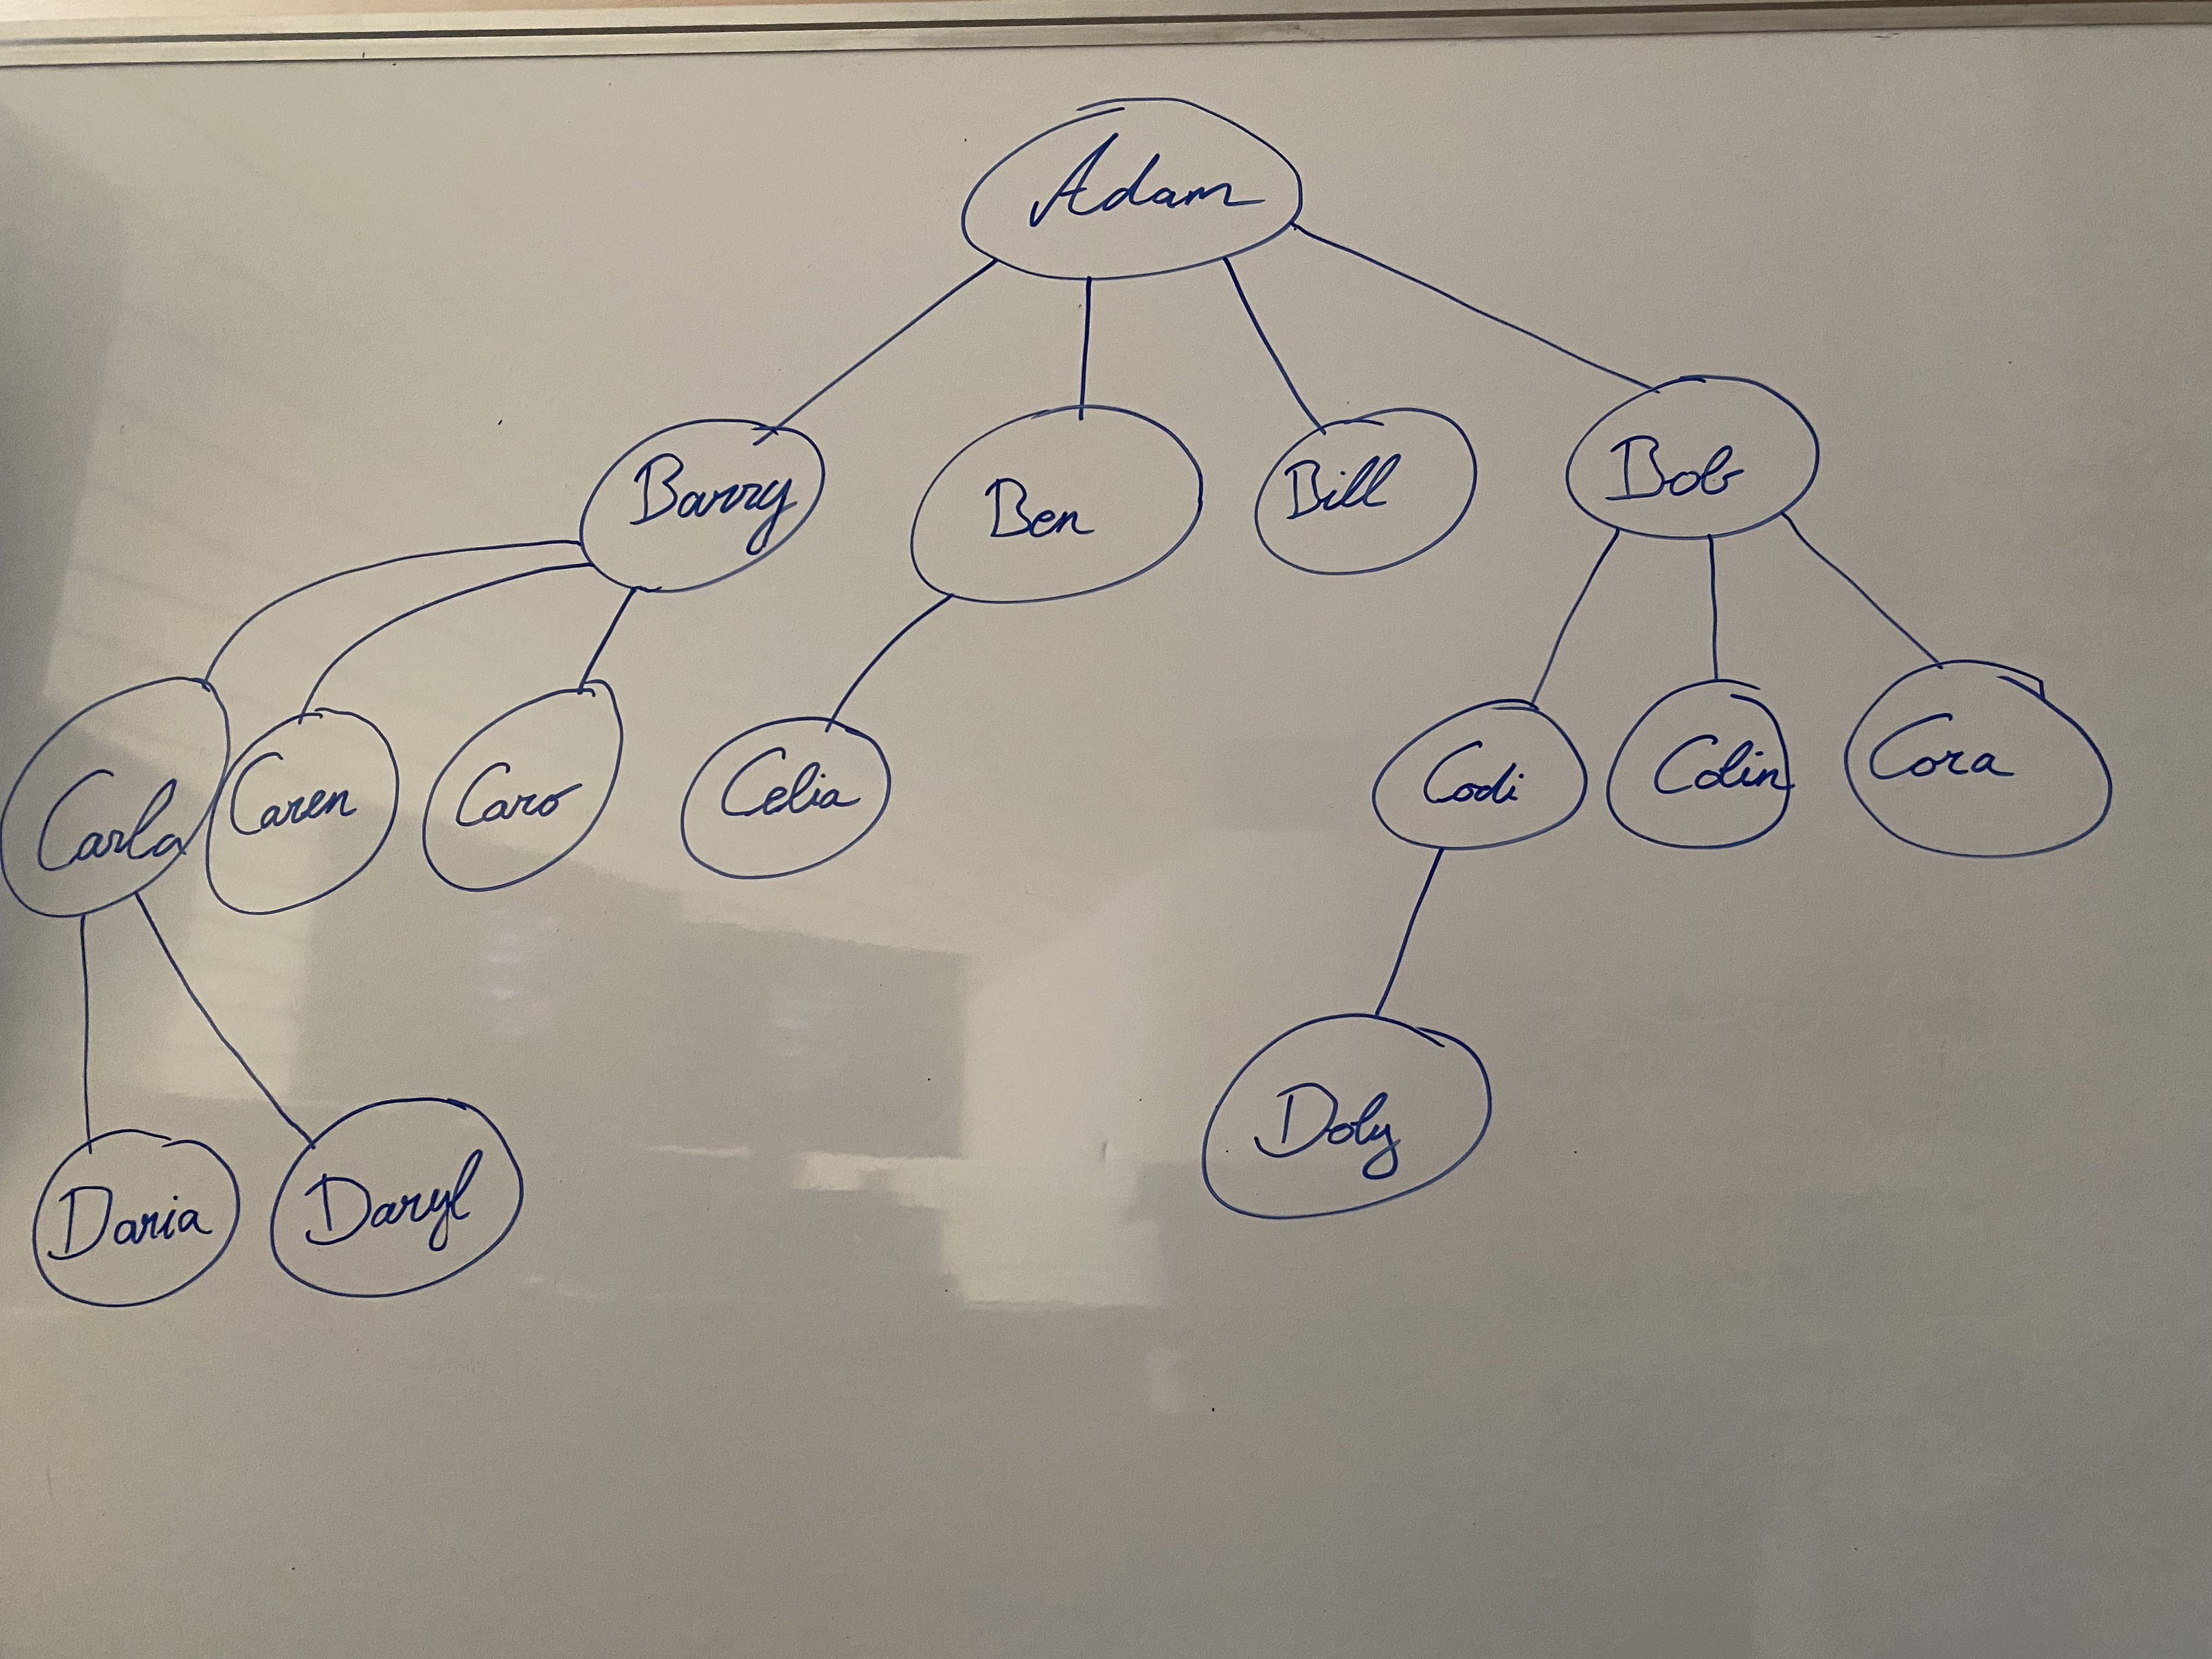 Adam
Barry
Ben
Bill
Bob
Carla
Caren
Caro
Celia
Codi
Colin
Cora
Daria
Daryl
Doly